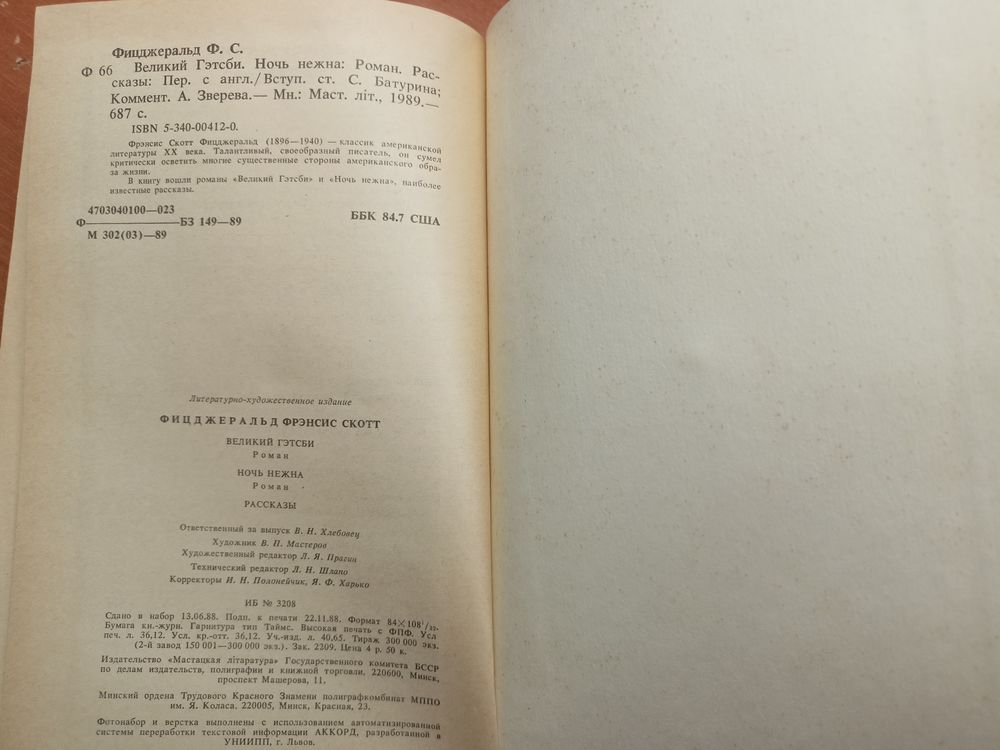 Фицджеральд Ф. С.
Ф 66 Великий Гэтсби. Ночь нежна: Роман. Рас-
сказы: Пер. с англ./Вступ. ст. С. Батурина;
Коммент. А. Зверева.— Мн.: Маст. літ., 1989.—
687 с.
ISBN 5-340-00412-0.
Фрэнсис Скотт Фицджеральд (1896—1940) — классик американской
литературы XX века. Талантливый, своеобразный писатель, он сумел
критически осветить многие существенные стороны американского обра-
за жизни.
В книгу вошли романы «Великий Гэтсби» и «Ночь нежна», наиболее
известные рассказы.
4703040100—023
Ф————БЗ 149—89
М 302(03)—89
ББК 84.7 США
Литературно-художественное издание
ФИЦДЖЕРАЛЬД ФРЭНСИС СКОТТ
ВЕЛИКИЙ ГЭТСБИ
Роман
НОЧЬ НЕЖНА
Роман
РАССКАЗЫ
Ответственный за выпуск В. Н. Хлебовец
Художник В. П. Мастеров
Художественный редактор Л. Я. Прагин
Технический редактор Л. Н. Шлапо
Корректоры И. Н. Полонейчик, Я. Ф. Харько
ИБ № 3208
Сдано в набор 13.06.88. Подп. к печати 22.11.88. Формат 84×108¹/₃₂.
Бумага кн.-журн. Гарнитура тип Таймс. Высокая печать с ФПФ. Усл
печ. л. 36,12. Усл. кр.-отт. 36,12. Уч.-изд. л. 40,65. Тираж 300 000 экз.
(2-й завод 150 001—300 000 экз.). Зак. 2209. Цена 4 р. 50 к.
Издательство «Мастацкая літаратура» Государственного комитета БССР
по делам издательств, полиграфии и книжной торговли. 220600, Минск,
проспект Машерова, 11.
Минский ордена Трудового Красного Знамени полиграфкомбинат МППО
им. Я. Коласа. 220005, Минск, Красная, 23.
Фотонабор и верстка выполнены с использованием автоматизированной
системы переработки текстовой информации АККОРД, разработанной в
УНИИПП, г. Львов.